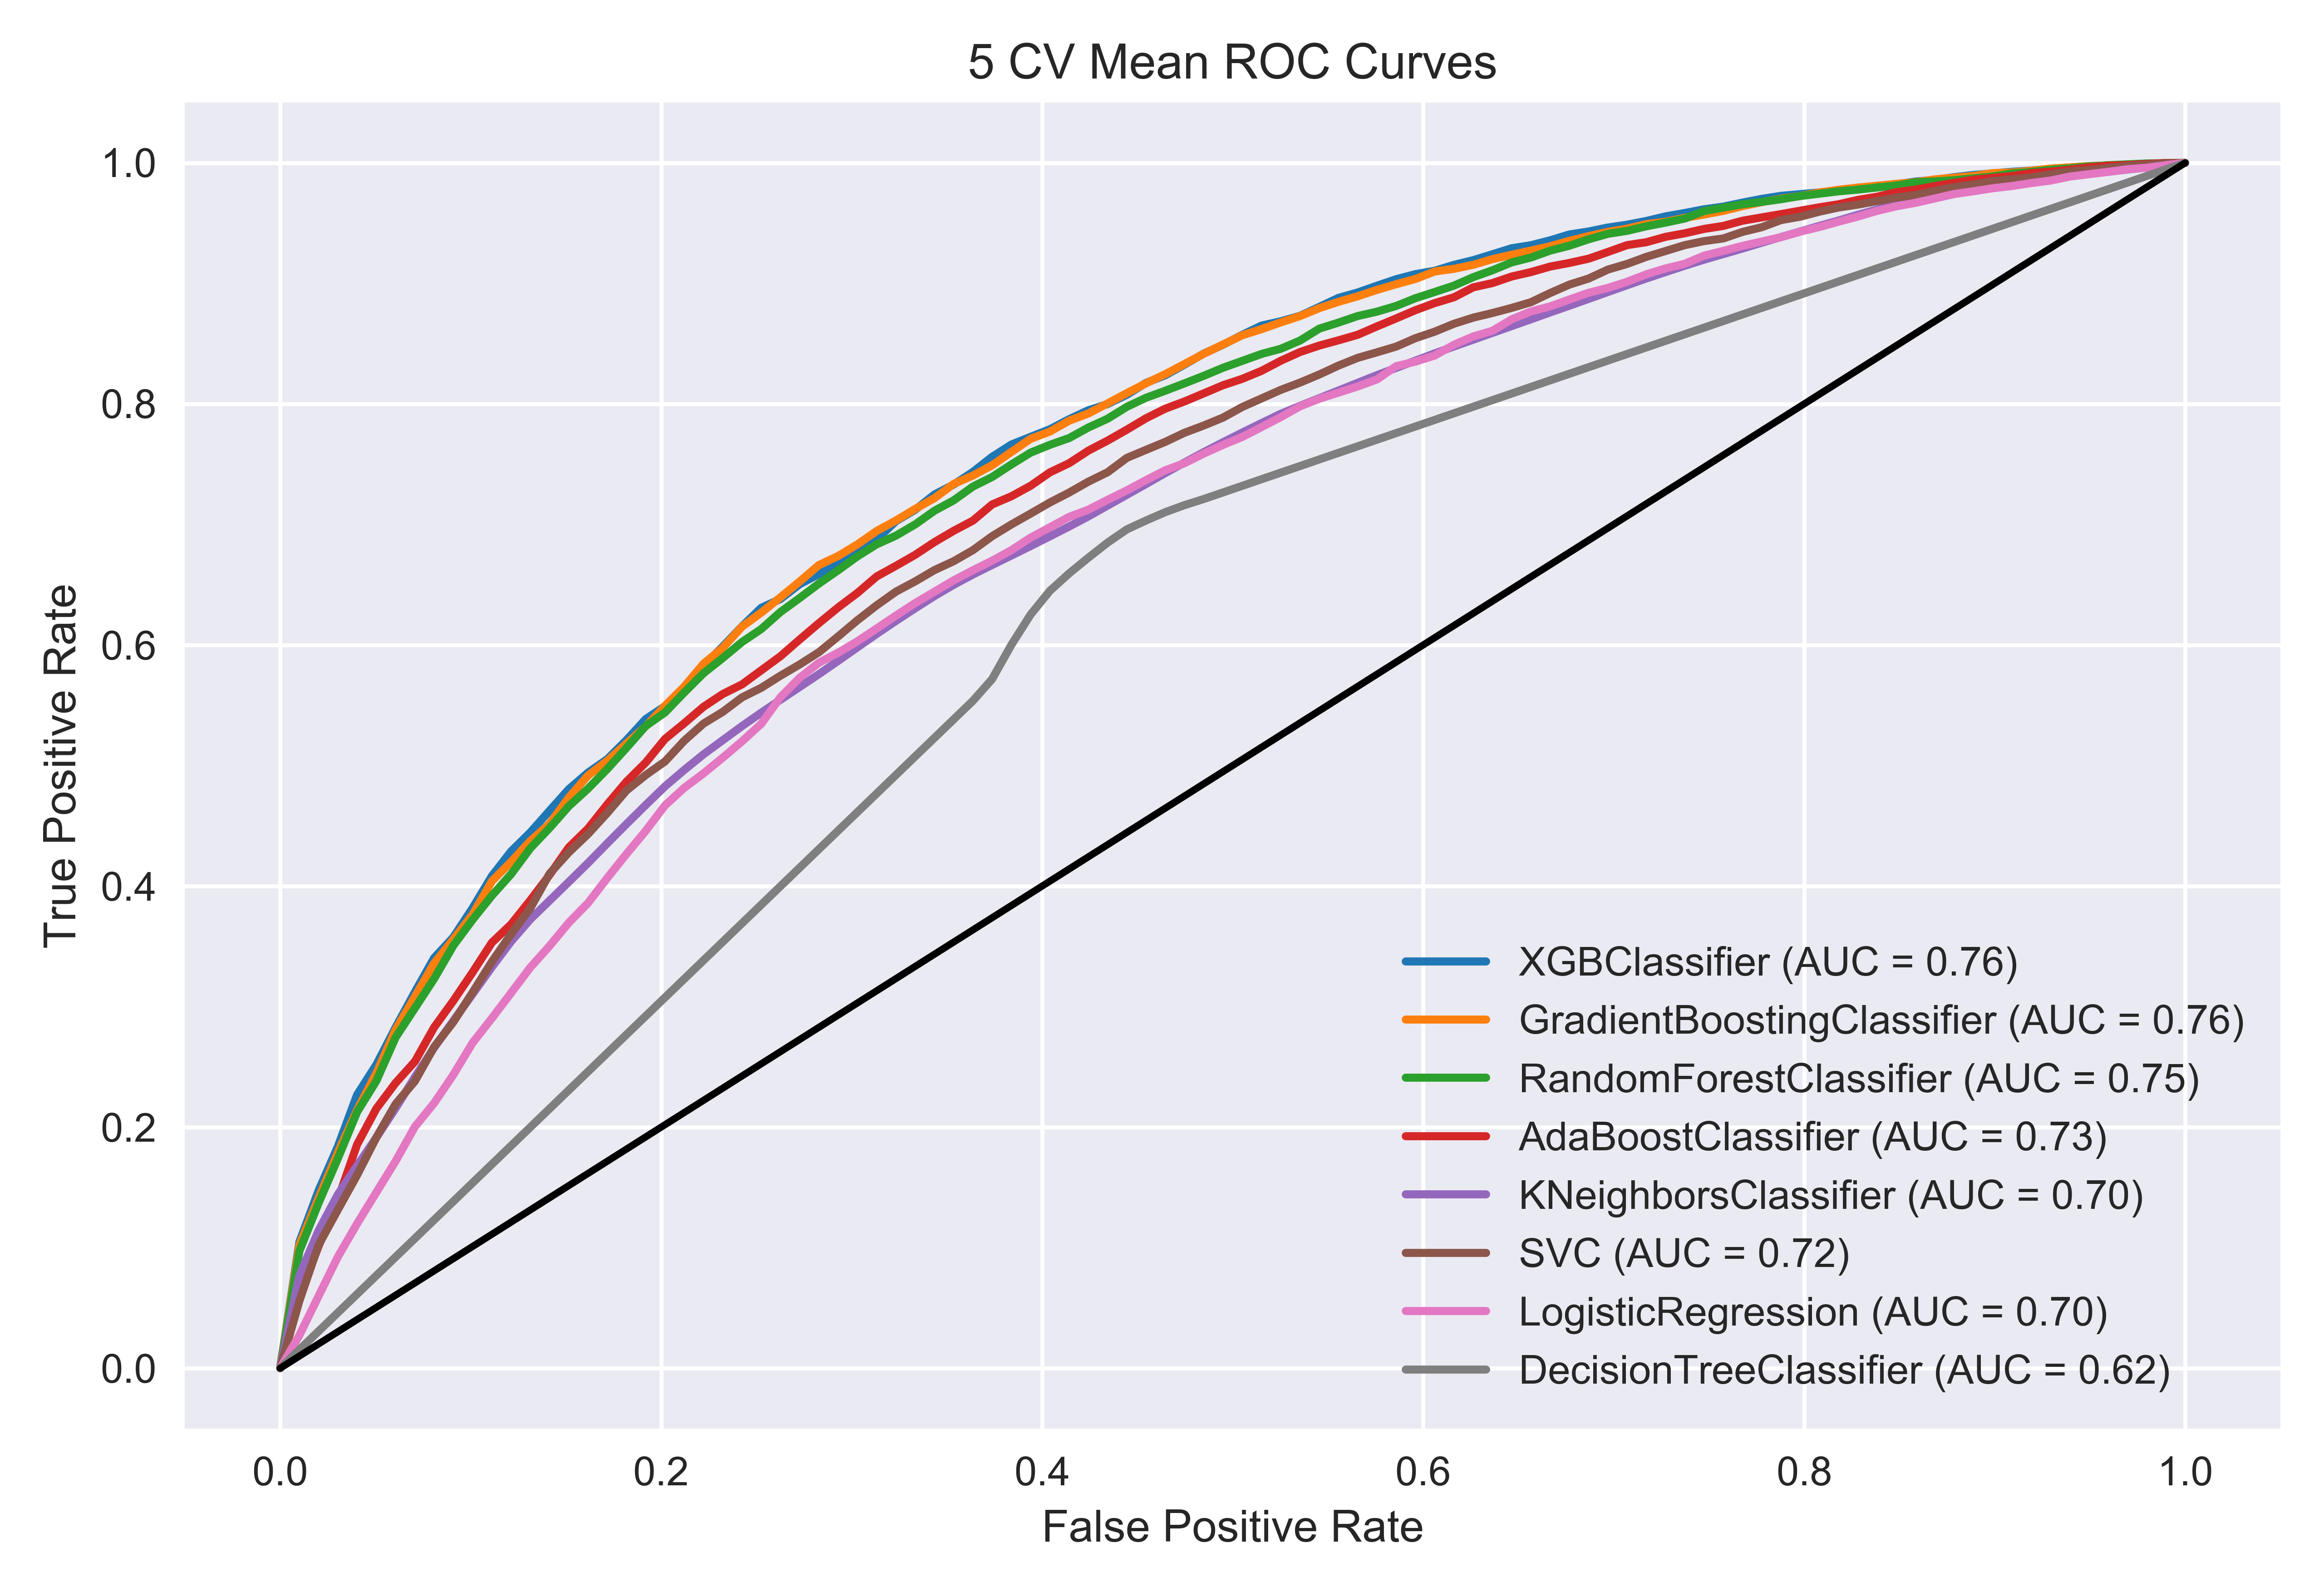 5 CV Mean ROC Curves
1.0
0.8
0.6
0.4
0.2
0.0
True Positive Rate
XGBClassifier (AUC = 0.76)
GradientBoostingClassifier (AUC = 0.76)
RandomForestClassifier (AUC = 0.75)
AdaBoostClassifier (AUC = 0.73)
KNeighborsClassifier (AUC = 0.70)
SVC (AUC = 0.72)
LogisticRegression (AUC = 0.70)
DecisionTreeClassifier (AUC = 0.62)
0.0 0.2 0.4 0.6 0.8 1.0
False Positive Rate